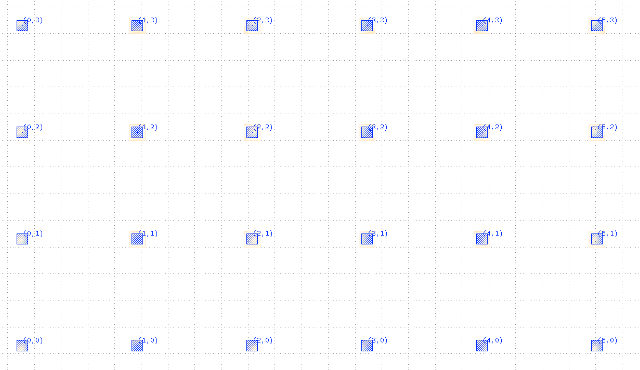 (0,3) (1,3) (2,3) (3,3) (4,3) (5,3)
(0,2) (1,2) (2,2) (3,2) (4,2) (5,2)
(0,1) (1,1) (2,1) (3,1) (4,1) (5,1)
(0,0) (1,0) (2,0) (3,0) (4,0) (5,0)